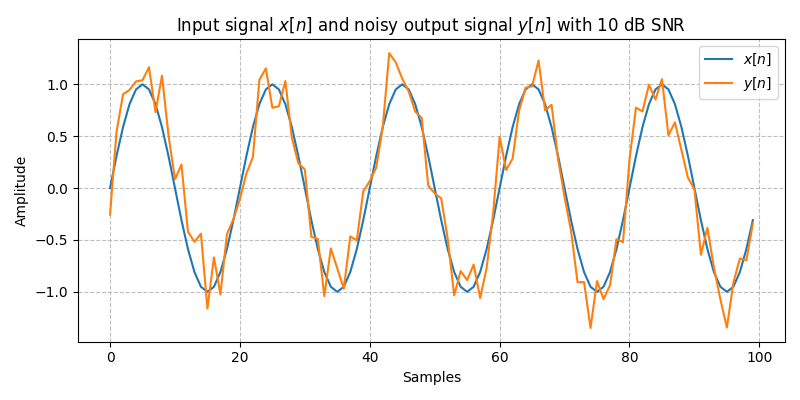 Input signal x[n] and noisy output signal y[n] with 10 dB SNR
x[n]
y[n]
1.0
0.5
0.0
−0.5
−1.0
Amplitude
0 20 40 60 80 100
Samples